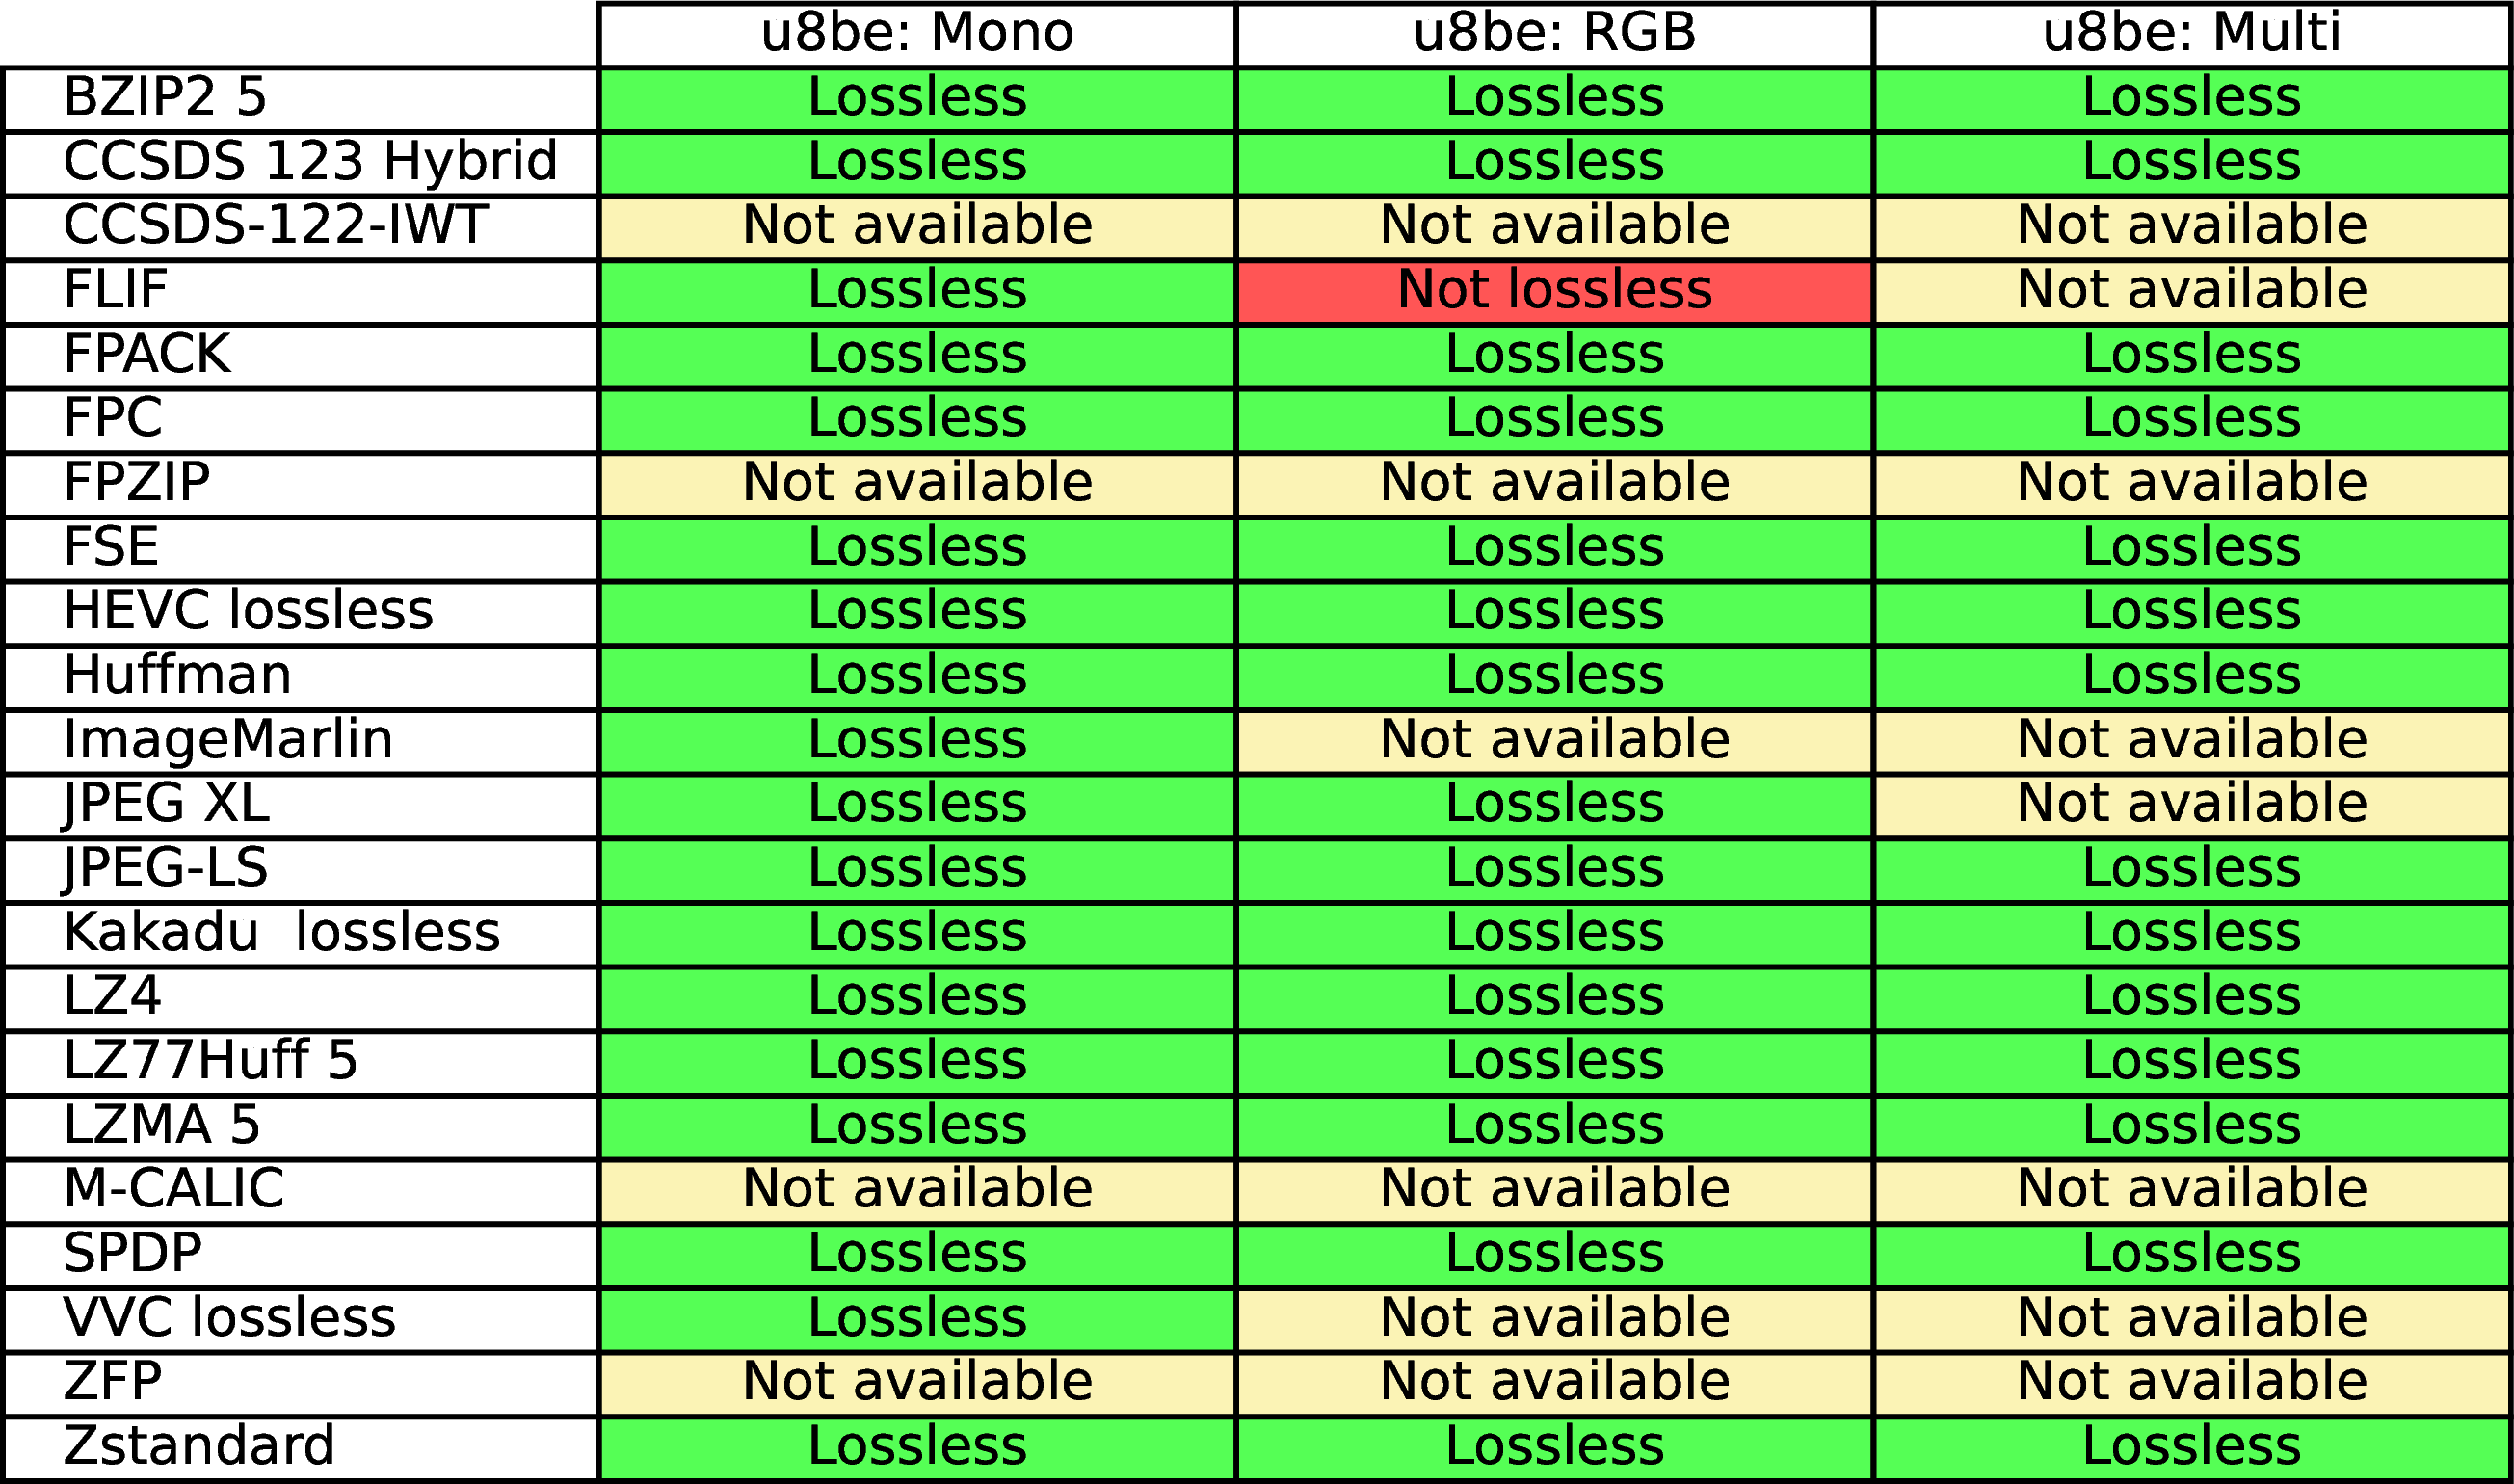 u8be: Mono u8be: RGB u8be: Multi
BZIP2 5 Lossless Lossless Lossless
CCSDS 123 Hybrid Lossless Lossless Lossless
CCSDS-122-IWT Not available Not available Not available
FLIF Lossless Not lossless Not available
FPACK Lossless Lossless Lossless
FPC Lossless Lossless Lossless
FPZIP Not available Not available Not available
FSE Lossless Lossless Lossless
HEVC lossless Lossless Lossless Lossless
Huffman Lossless Lossless Lossless
ImageMarlin Lossless Not available Not available
JPEG XL Lossless Lossless Not available
JPEG-LS Lossless Lossless Lossless
Kakadu  lossless Lossless Lossless Lossless
LZ4 Lossless Lossless Lossless
LZ77Huff 5 Lossless Lossless Lossless
LZMA 5 Lossless Lossless Lossless
M-CALIC Not available Not available Not available
SPDP Lossless Lossless Lossless
VVC lossless Lossless Not available Not available
ZFP Not available Not available Not available
Zstandard Lossless Lossless Lossless